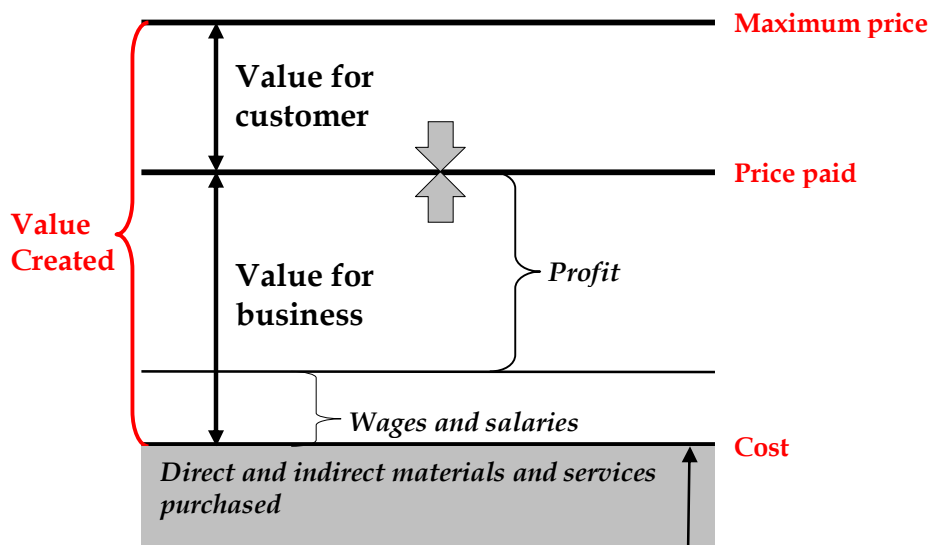 Maximum price
Value for
customer
Price paid
Value
Created
Value for
business
Profit
Wages and salaries
Cost
Direct and indirect materials and services
purchased